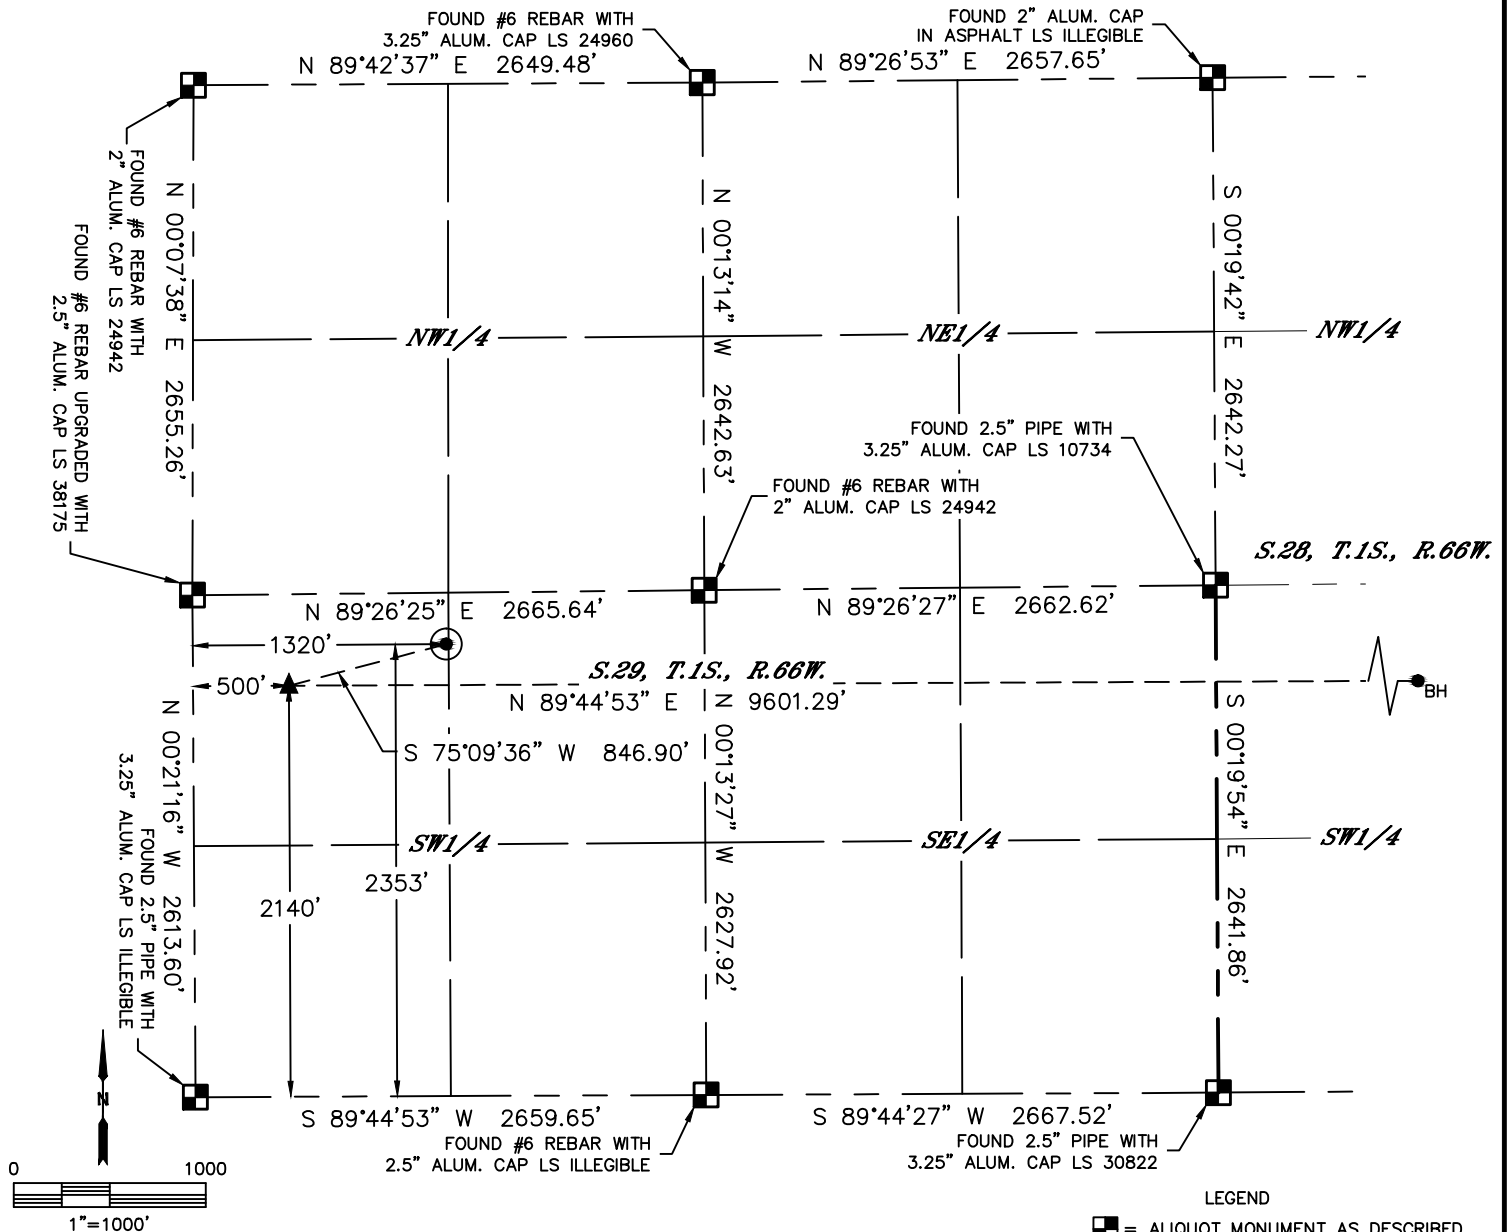 FOUND #6 REBAR WITH
3.25" ALUM. CAP LS 24960
FOUND 2" ALUM. CAP
IN ASPHALT LS ILLEGIBLE
N 89°42'37" E 2649.48'
N 89°26'53" E 2657.65'
FOUND #6 REBAR WITH
2" ALUM. CAP LS 24942
N 00°07'38" E 2655.26'
N 00°13'14" W 2642.63'
S 00°19'42" E 2642.27'
FOUND #6 REBAR UPGRADED WITH
2.5" ALUM. CAP LS 38175
NW1/4
NE1/4
NW1/4
FOUND 2.5" PIPE WITH
3.25" ALUM. CAP LS 10734
FOUND #6 REBAR WITH
2" ALUM. CAP LS 24942
S.28, T.1S., R.66W.
N 89°26'25" E 2665.64'
N 89°26'27" E 2662.62'
1320'
S.29, T.1S., R.66W.
500'
N 89°44'53" E 9601.29'
BH
S 75°09'36" W 846.90'
N 00°21'16" W 2613.60'
N 00°13'27" W 2627.92'
S 00°19'54" E 2641.86'
FOUND 2.5" PIPE WITH
3.25" ALUM. CAP LS ILLEGIBLE
SW1/4
SE1/4
SW1/4
2353'
2140'
N
S 89°44'53" W 2659.65'
S 89°44'27" W 2667.52'
FOUND #6 REBAR WITH
2.5" ALUM. CAP LS ILLEGIBLE
FOUND 2.5" PIPE WITH
3.25" ALUM. CAP LS 30822
0 1000
1"=1000'
LEGEND
= ALIQUOT MONUMENT AS DESCRIBED